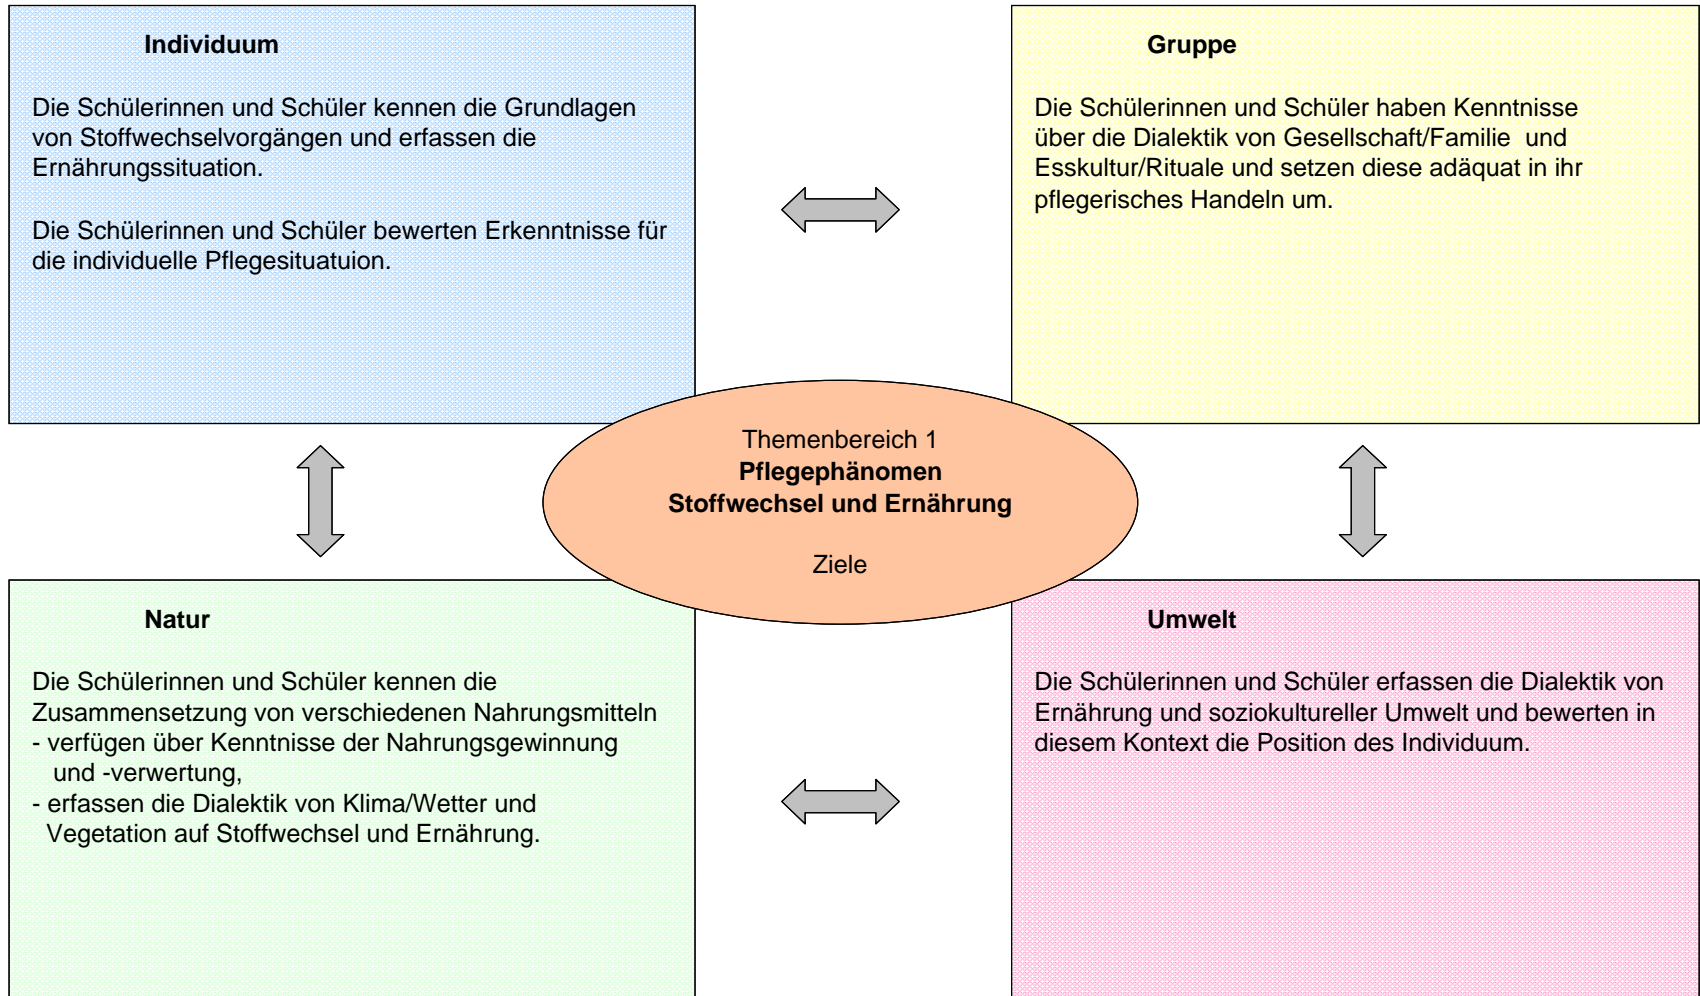 Individuum
Die Schülerinnen und Schüler kennen die Grundlagen
von Stoffwechselvorgängen und erfassen die
Ernährungssituation.
Die Schülerinnen und Schüler bewerten Erkenntnisse für
die individuelle Pflegesituatuion.
Gruppe
Die Schülerinnen und Schüler haben Kenntnisse
über die Dialektik von Gesellschaft/Familie und
Esskultur/Rituale und setzen diese adäquat in ihr
pflegerisches Handeln um.
Themenbereich 1
Pflegephänomen
Stoffwechsel und Ernährung
Ziele
Natur
Die Schülerinnen und Schüler kennen die
Zusammensetzung von verschiedenen Nahrungsmitteln
- verfügen über Kenntnisse der Nahrungsgewinnung
und -verwertung,
- erfassen die Dialektik von Klima/Wetter und
Vegetation auf Stoffwechsel und Ernährung.
Umwelt
Die Schülerinnen und Schüler erfassen die Dialektik von
Ernährung und soziokultureller Umwelt und bewerten in
diesem Kontext die Position des Individuum.